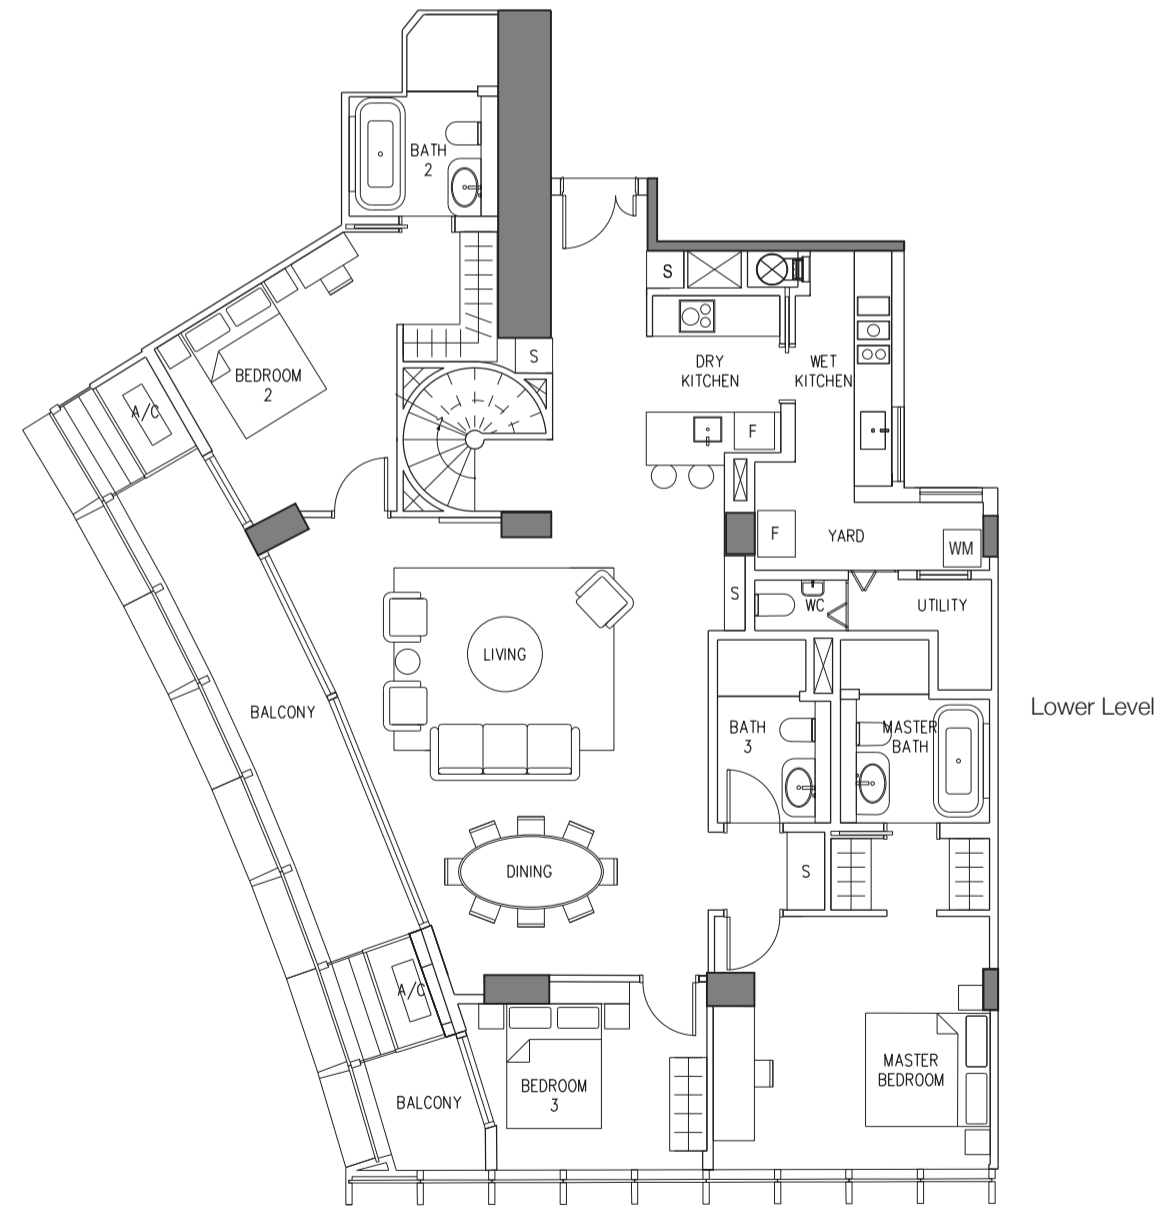 BATH
2
S
S
DRY
KITCHEN
WET
KITCHEN
BEDROOM
2
A/C
F
F
YARD
WM
S
WC
UTILITY
LIVING
BALCONY
Lower Level
BATH
3
MASTER
BATH
DINING
S
A/C
MASTER
BEDROOM
BEDROOM
3
BALCONY